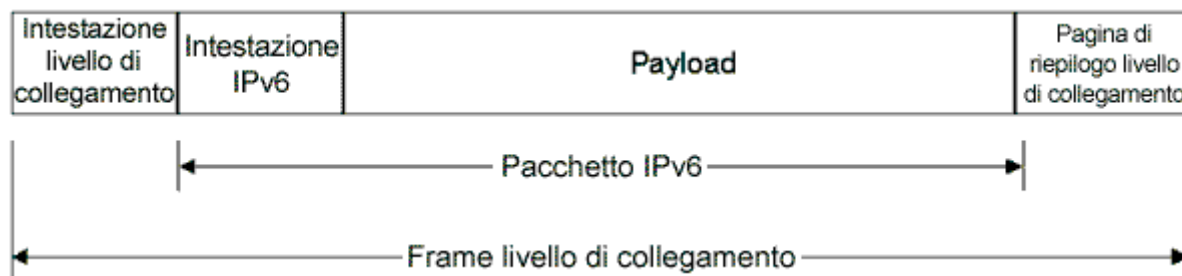 Intestazione
livello di
collegamento
Intestazione
IPv6
Payload
Pagina di
riepilogo livello
di collegamento
Pacchetto IPv6
Frame livello di collegamento